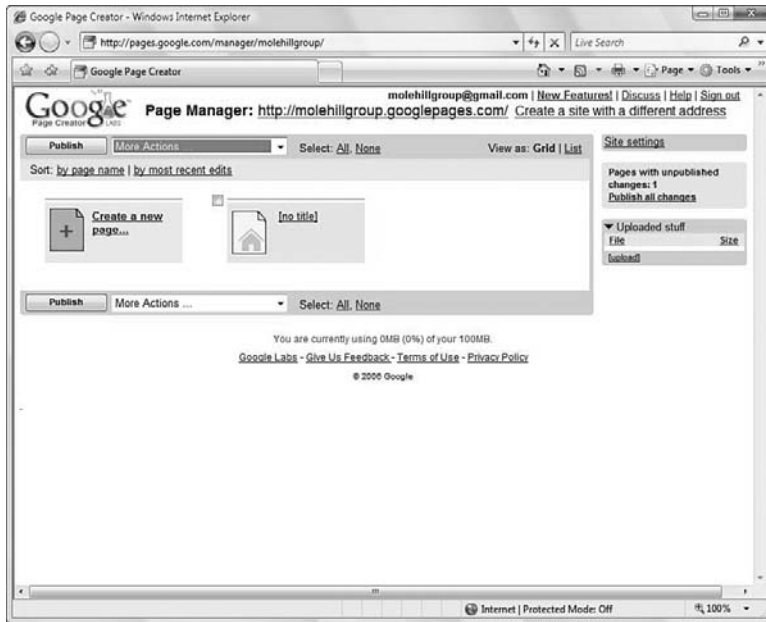 Google Page Creator - Windows Internet Explorer
http://pages.google.com/manager/molehillgroup/
Live Search
Google Page Creator
Page
Tools
molehillgroup@gmail.com | New Features! | Discuss | Help | Sign out
Google
Page Creator LABS
Page Manager: http://molehillgroup.googlepages.com/ Create a site with a different address
Publish
More Actions ...
Select: All, None
View as: Grid | List
Site settings
Sort: by page name | by most recent edits
Pages with unpublished
changes: 1
Publish all changes
Create a new
page...
[no title]
Uploaded stuff
File
Size
[upload]
Publish
More Actions ...
Select: All, None
You are currently using 0MB (0%) of your 100MB.
Google Labs - Give Us Feedback - Terms of Use - Privacy Policy
© 2006 Google
Internet | Protected Mode: Off
100%